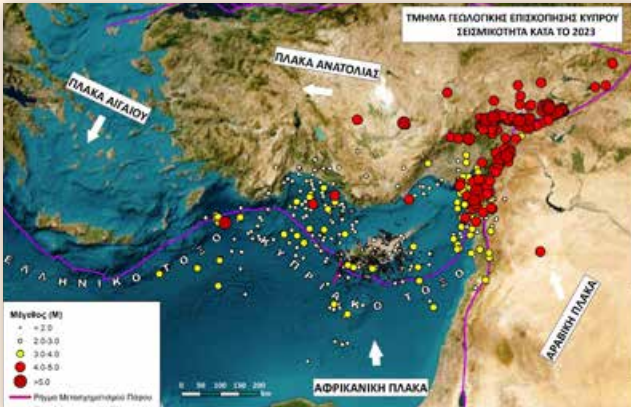 ΤΜΗΜΑ ΓΕΩΛΟΓΙΚΗΣ ΕΠΙΣΚΟΠΗΣΗΣ ΚΥΠΡΟΥ
ΣΕΙΣΜΙΚΟΤΗΤΑ ΚΑΤΑ ΤΟ 2023
ΠΛΑΚΑ ΑΝΑΤΟΛΙΑΣ
ΠΛΑΚΑ ΑΙΓΑΙΟΥ
ΕΛΛΗΝΙΚΟ ΤΟΞΟ
ΚΥΠΡΙΑΚΟ ΤΟΞΟ
ΑΡΑΒΙΚΗ ΠΛΑΚΑ
ΑΦΡΙΚΑΝΙΚΗ ΠΛΑΚΑ
Μέγεθος (Μ)
< 2.0
2.0-3.0
3.0-4.0
4.0-5.0
>5.0
Ρήγμα Μετασχηματισμού Πάφου
0 50 100 150 200
km